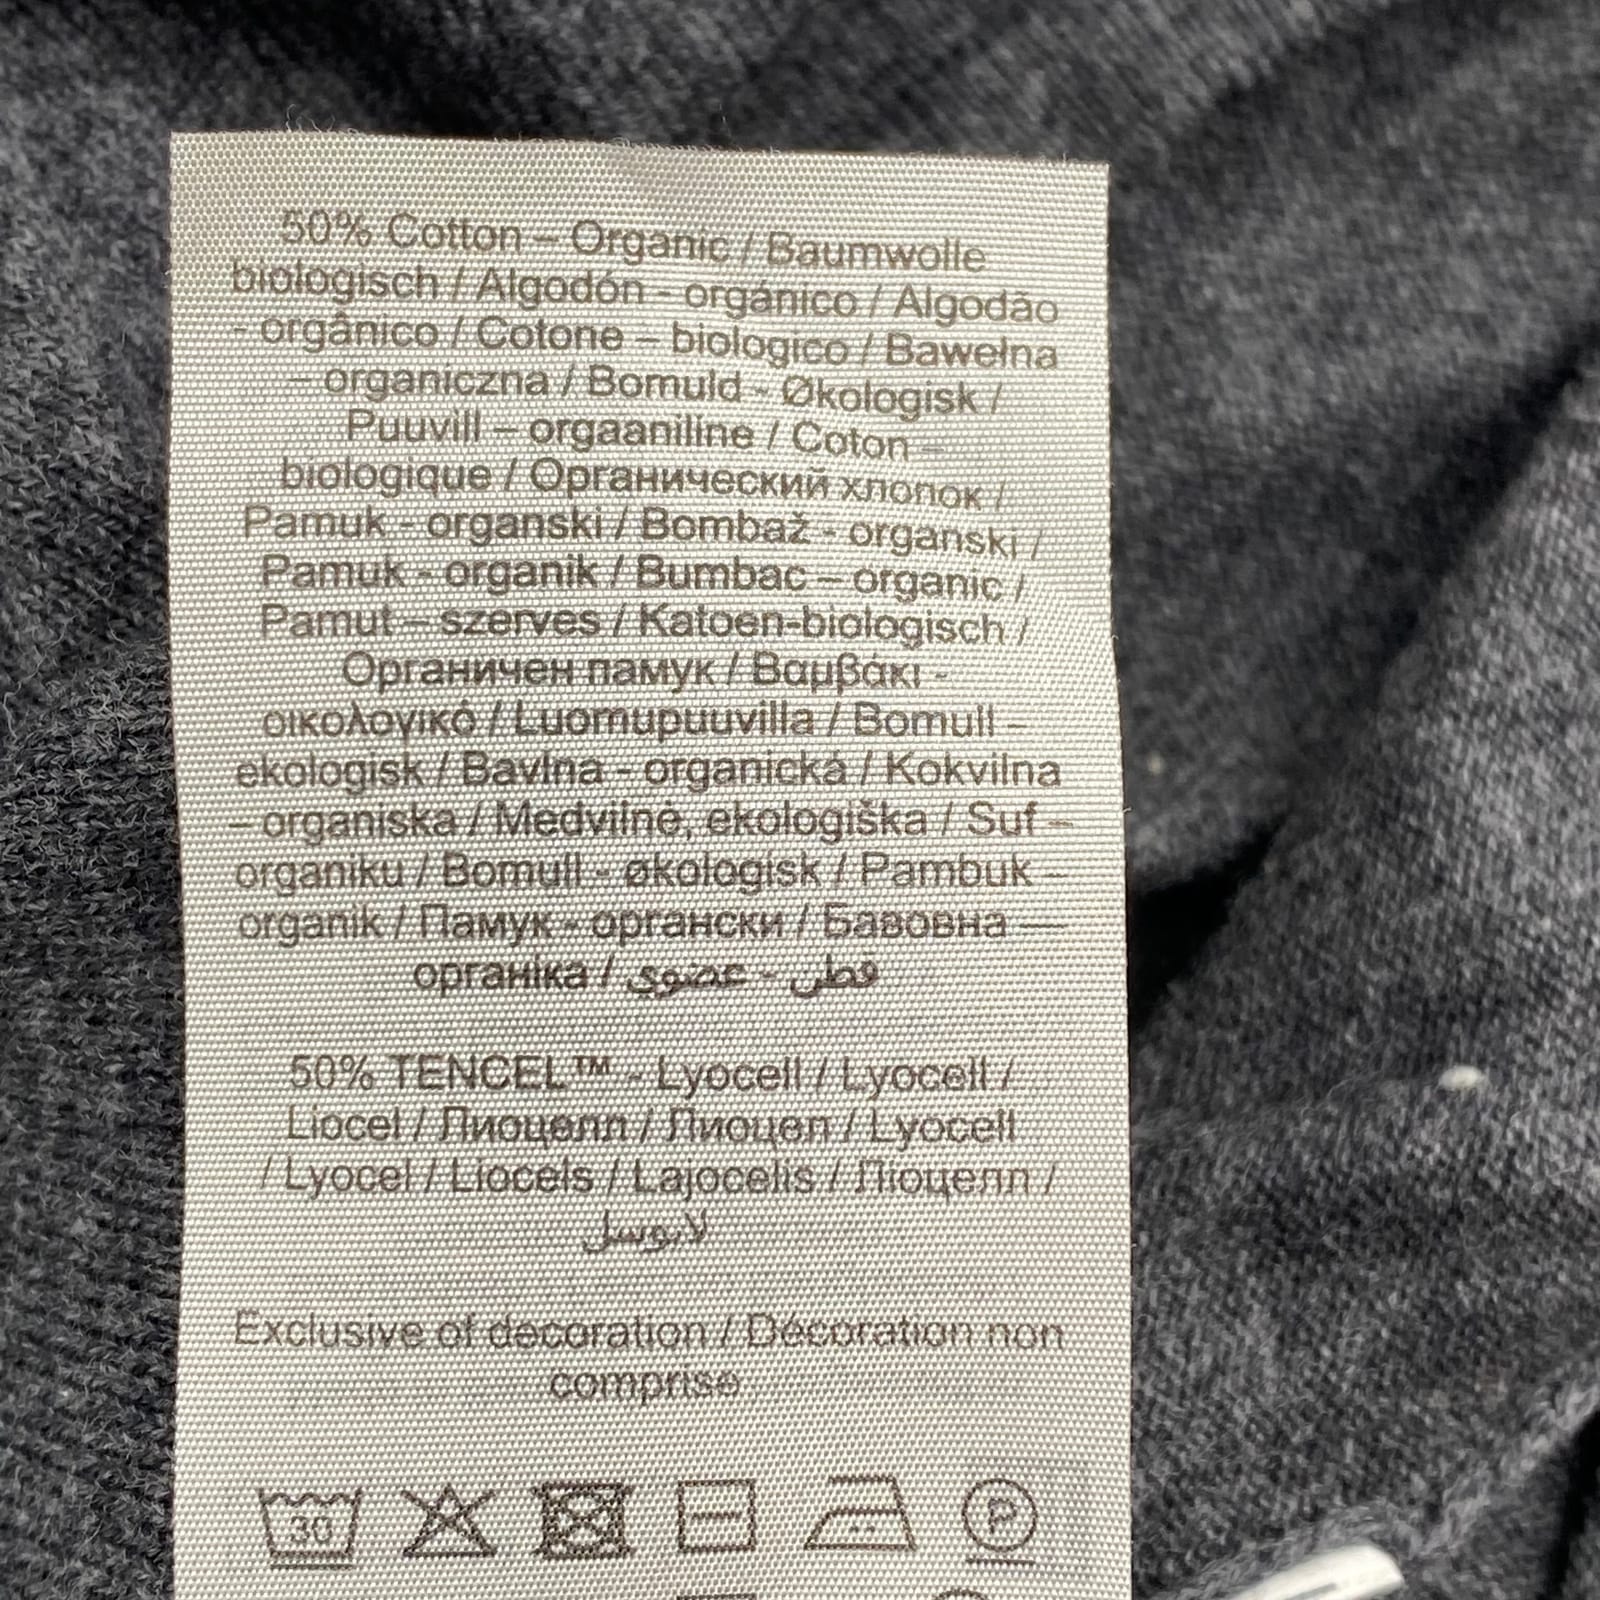 50% Cotton – Organic / Baumwolle
biologisch / Algodón - orgánico / Algodão
- orgânico / Cotone – biologico / Bawełna
– organiczna / Bomuld - Økologisk /
Puuvill – orgaaniline / Coton –
biologique / Органический хлопок /
Pamuk - organski / Bombaž - organski /
Pamuk - organik / Bumbac – organic /
Pamut – szerves / Katoen-biologisch /
Органичен памук / Βαμβάκι -
οικολογικό / Luomupuuvilla / Bomull –
ekologisk / Bavlna - organická / Kokvilna
– organiska / Medvilnė, ekologiška / Suf –
organiku / Bomull - økologisk / Pambuk –
organik / Памук - органски / Бавовна —
органіка / قطن - عضوي
50% TENCEL™ - Lyocell / Lyocell /
Liocel / Лиоцелл / Лиоцел / Lyocell
/ Lyocel / Liocels / Lajocelis / Ліоцелл /
لايوسل
Exclusive of decoration / Décoration non
comprise
30 P